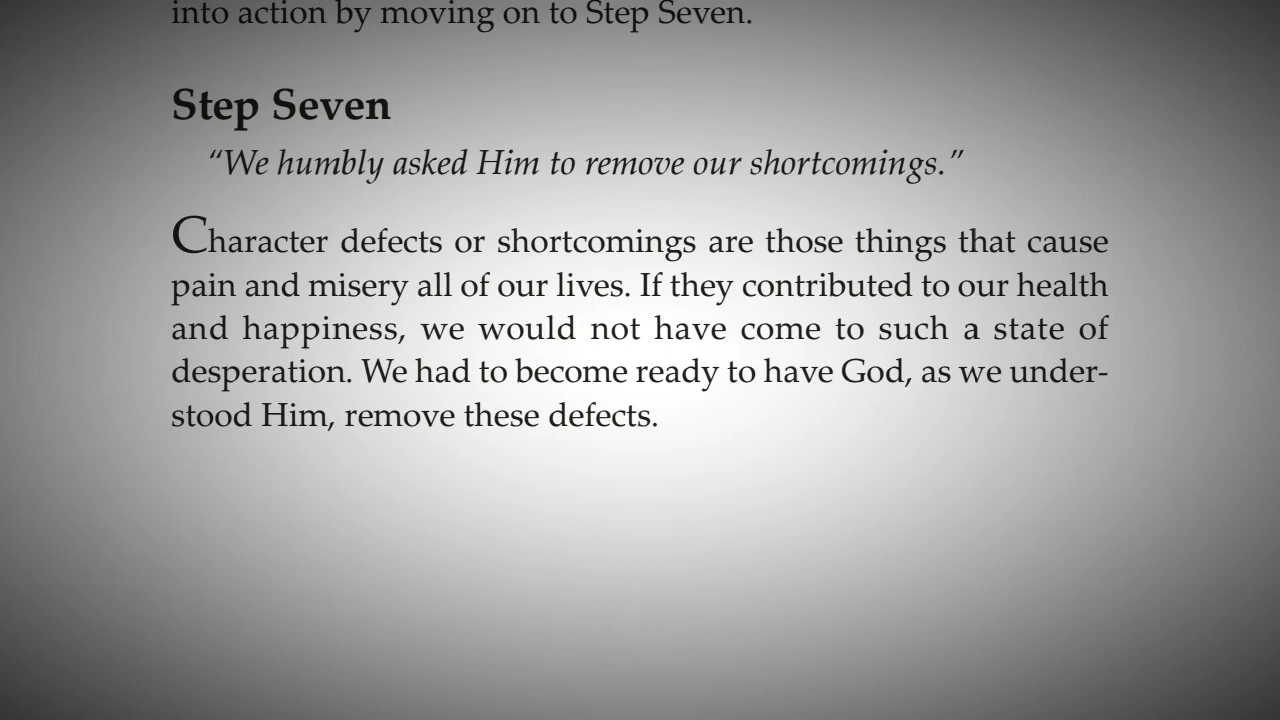 into action by moving on to Step Seven.
Step Seven
“We humbly asked Him to remove our shortcomings.”
Character defects or shortcomings are those things that cause
pain and misery all of our lives. If they contributed to our health
and happiness, we would not have come to such a state of
desperation. We had to become ready to have God, as we under-
stood Him, remove these defects.